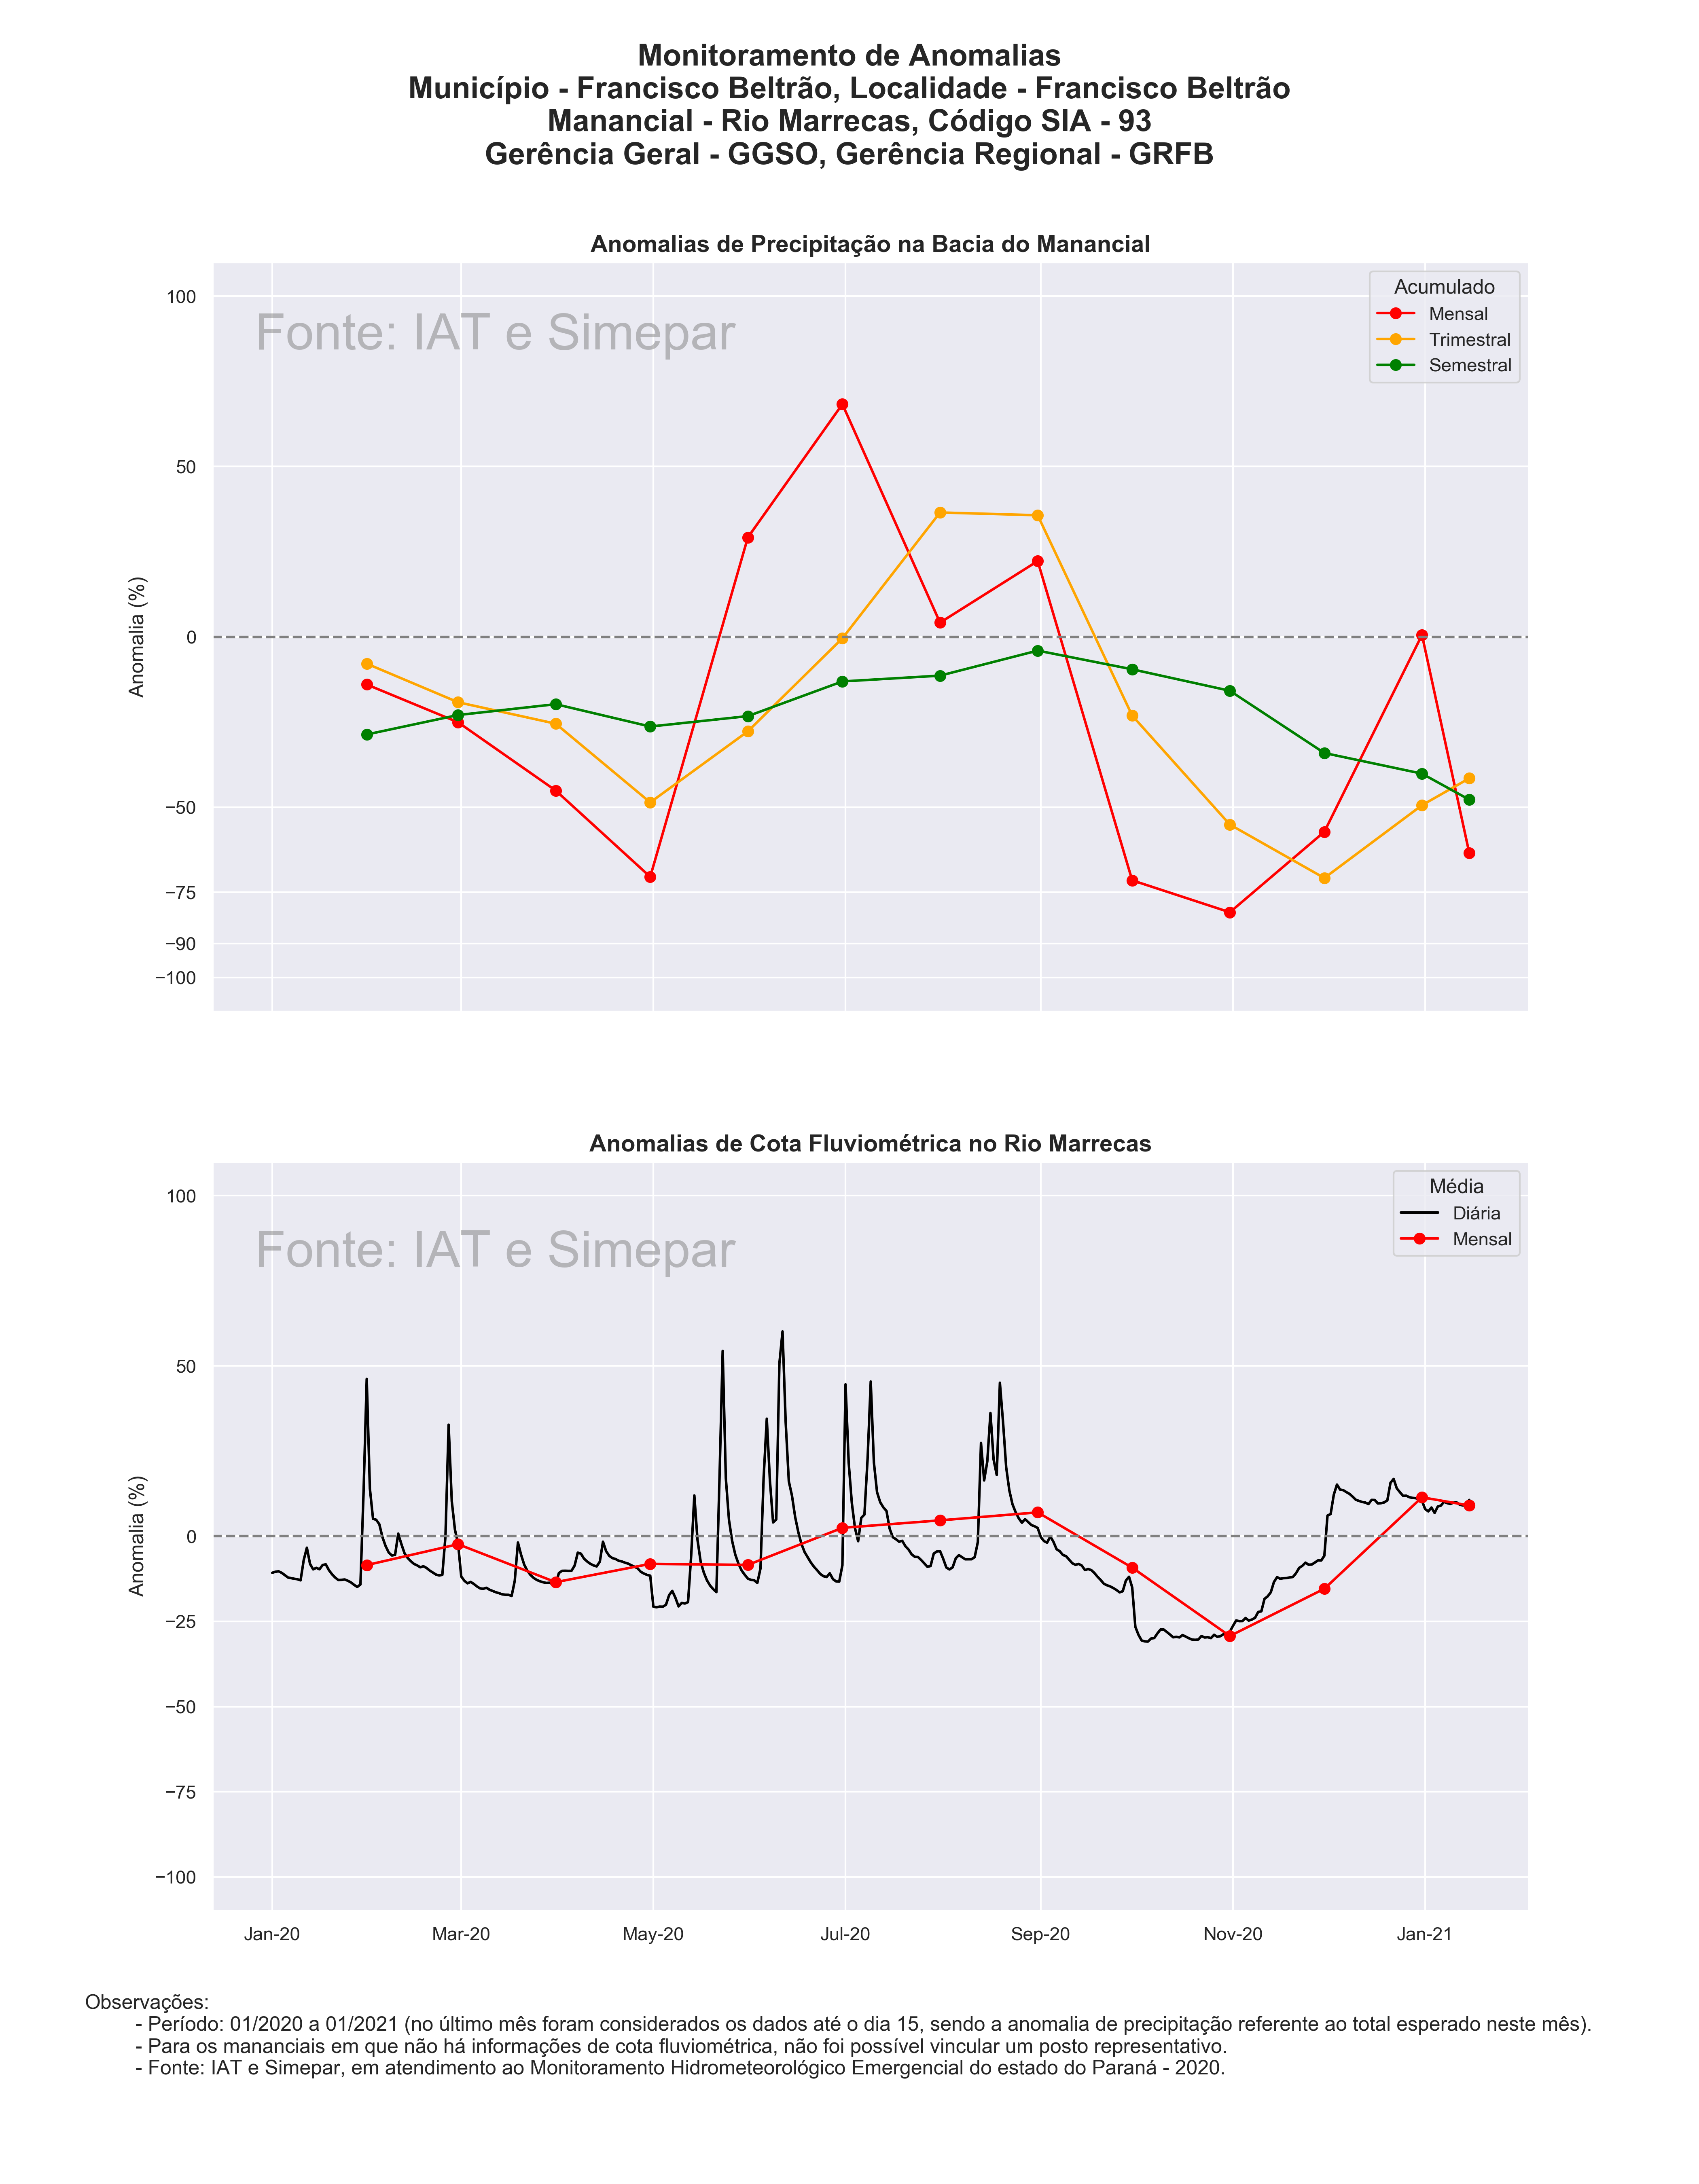 Monitoramento de Anomalias
Município - Francisco Beltrão, Localidade - Francisco Beltrão
Manancial - Rio Marrecas, Código SIA - 93
Gerência Geral - GGSO, Gerência Regional - GRFB
Anomalias de Precipitação na Bacia do Manancial
Fonte: IAT e Simepar
Acumulado
Mensal
Trimestral
Semestral
Anomalia (%)
100
50
0
−50
−75
−90
−100
Anomalias de Cota Fluviométrica no Rio Marrecas
Fonte: IAT e Simepar
Média
Diária
Mensal
Anomalia (%)
100
50
0
−25
−50
−75
−100
Jan-20 Mar-20 May-20 Jul-20 Sep-20 Nov-20 Jan-21
Observações:
- Período: 01/2020 a 01/2021 (no último mês foram considerados os dados até o dia 15, sendo a anomalia de precipitação referente ao total esperado neste mês).
- Para os mananciais em que não há informações de cota fluviométrica, não foi possível vincular um posto representativo.
- Fonte: IAT e Simepar, em atendimento ao Monitoramento Hidrometeorológico Emergencial do estado do Paraná - 2020.